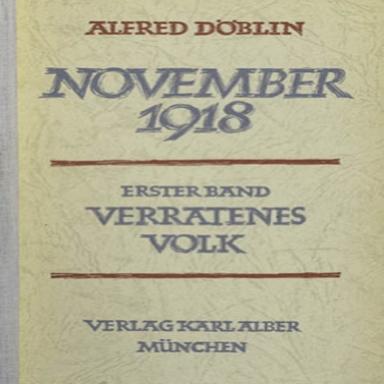 ALFRED DÖBLIN
NOVEMBER
1918
ERSTER BAND
VERRATENES
VOLK
VERLAG KARL ALBER
MÜNCHEN